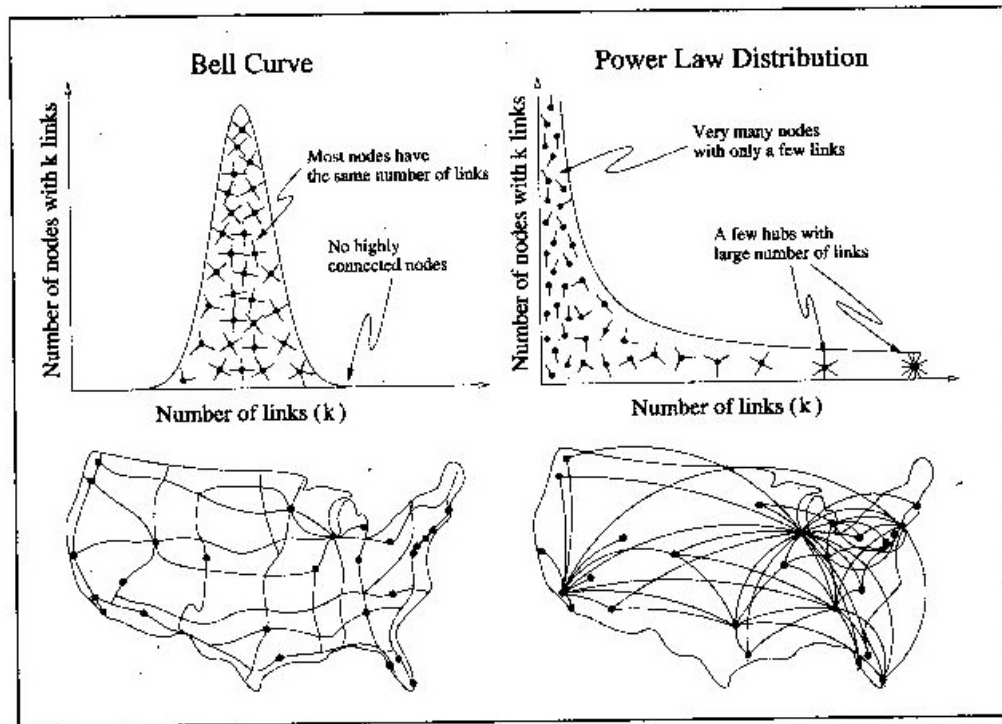 Bell Curve
Number of nodes with k links
Most nodes have
the same number of links
No highly
connected nodes
Number of links (k)
Power Law Distribution
Number of nodes with k links
Very many nodes
with only a few links
A few hubs with
large number of links
Number of links (k)